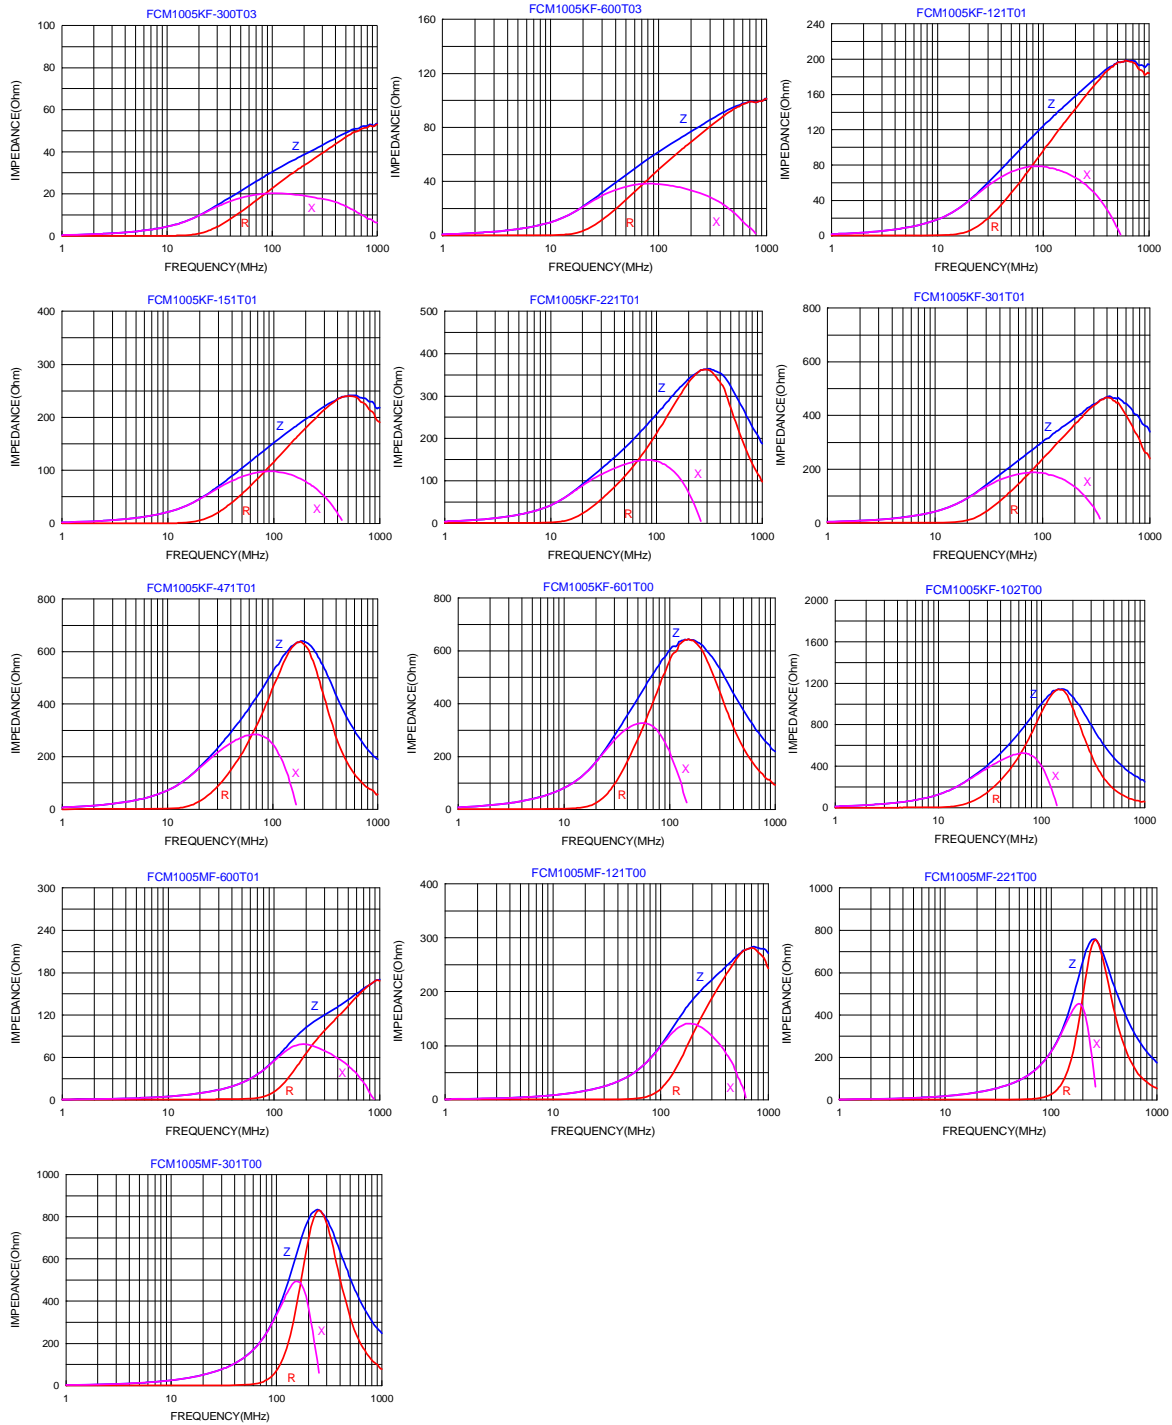 FCM1005KF-300T03
100
80
60
40
20
0
IMPEDANCE(Ohm)
Z
X
R
1
10
100
1000
FREQUENCY(MHz)
FCM1005KF-600T03
160
120
80
40
0
IMPEDANCE(Ohm)
Z
X
R
1
10
100
1000
FREQUENCY(MHz)
FCM1005KF-121T01
240
200
160
120
80
40
0
IMPEDANCE(Ohm)
Z
X
R
1
10
100
1000
FREQUENCY(MHz)
FCM1005KF-151T01
400
300
200
100
0
IMPEDANCE(Ohm)
Z
R
X
1
10
100
1000
FREQUENCY(MHz)
FCM1005KF-221T01
500
400
300
200
100
0
IMPEDANCE(Ohm)
Z
X
R
1
10
100
1000
FREQUENCY(MHz)
FCM1005KF-301T01
800
600
400
200
0
IMPEDANCE(Ohm)
Z
X
R
1
10
100
1000
FREQUENCY(MHz)
FCM1005KF-471T01
800
600
400
200
0
IMPEDANCE(Ohm)
Z
X
R
1
10
100
1000
FREQUENCY(MHz)
FCM1005KF-601T00
800
600
400
200
0
IMPEDANCE(Ohm)
Z
X
R
1
10
100
1000
FREQUENCY(MHz)
FCM1005KF-102T00
2000
1600
1200
800
400
0
IMPEDANCE(Ohm)
Z
X
R
1
10
100
1000
FREQUENCY(MHz)
FCM1005MF-600T01
300
240
180
120
60
0
IMPEDANCE(Ohm)
Z
X
R
1
10
100
1000
FREQUENCY(MHz)
FCM1005MF-121T00
400
300
200
100
0
IMPEDANCE(Ohm)
Z
X
R
1
10
100
1000
FREQUENCY(MHz)
FCM1005MF-221T00
1000
800
600
400
200
0
IMPEDANCE(Ohm)
Z
X
R
1
10
100
1000
FREQUENCY(MHz)
FCM1005MF-301T00
1000
800
600
400
200
0
IMPEDANCE(Ohm)
Z
X
R
1
10
100
1000
FREQUENCY(MHz)